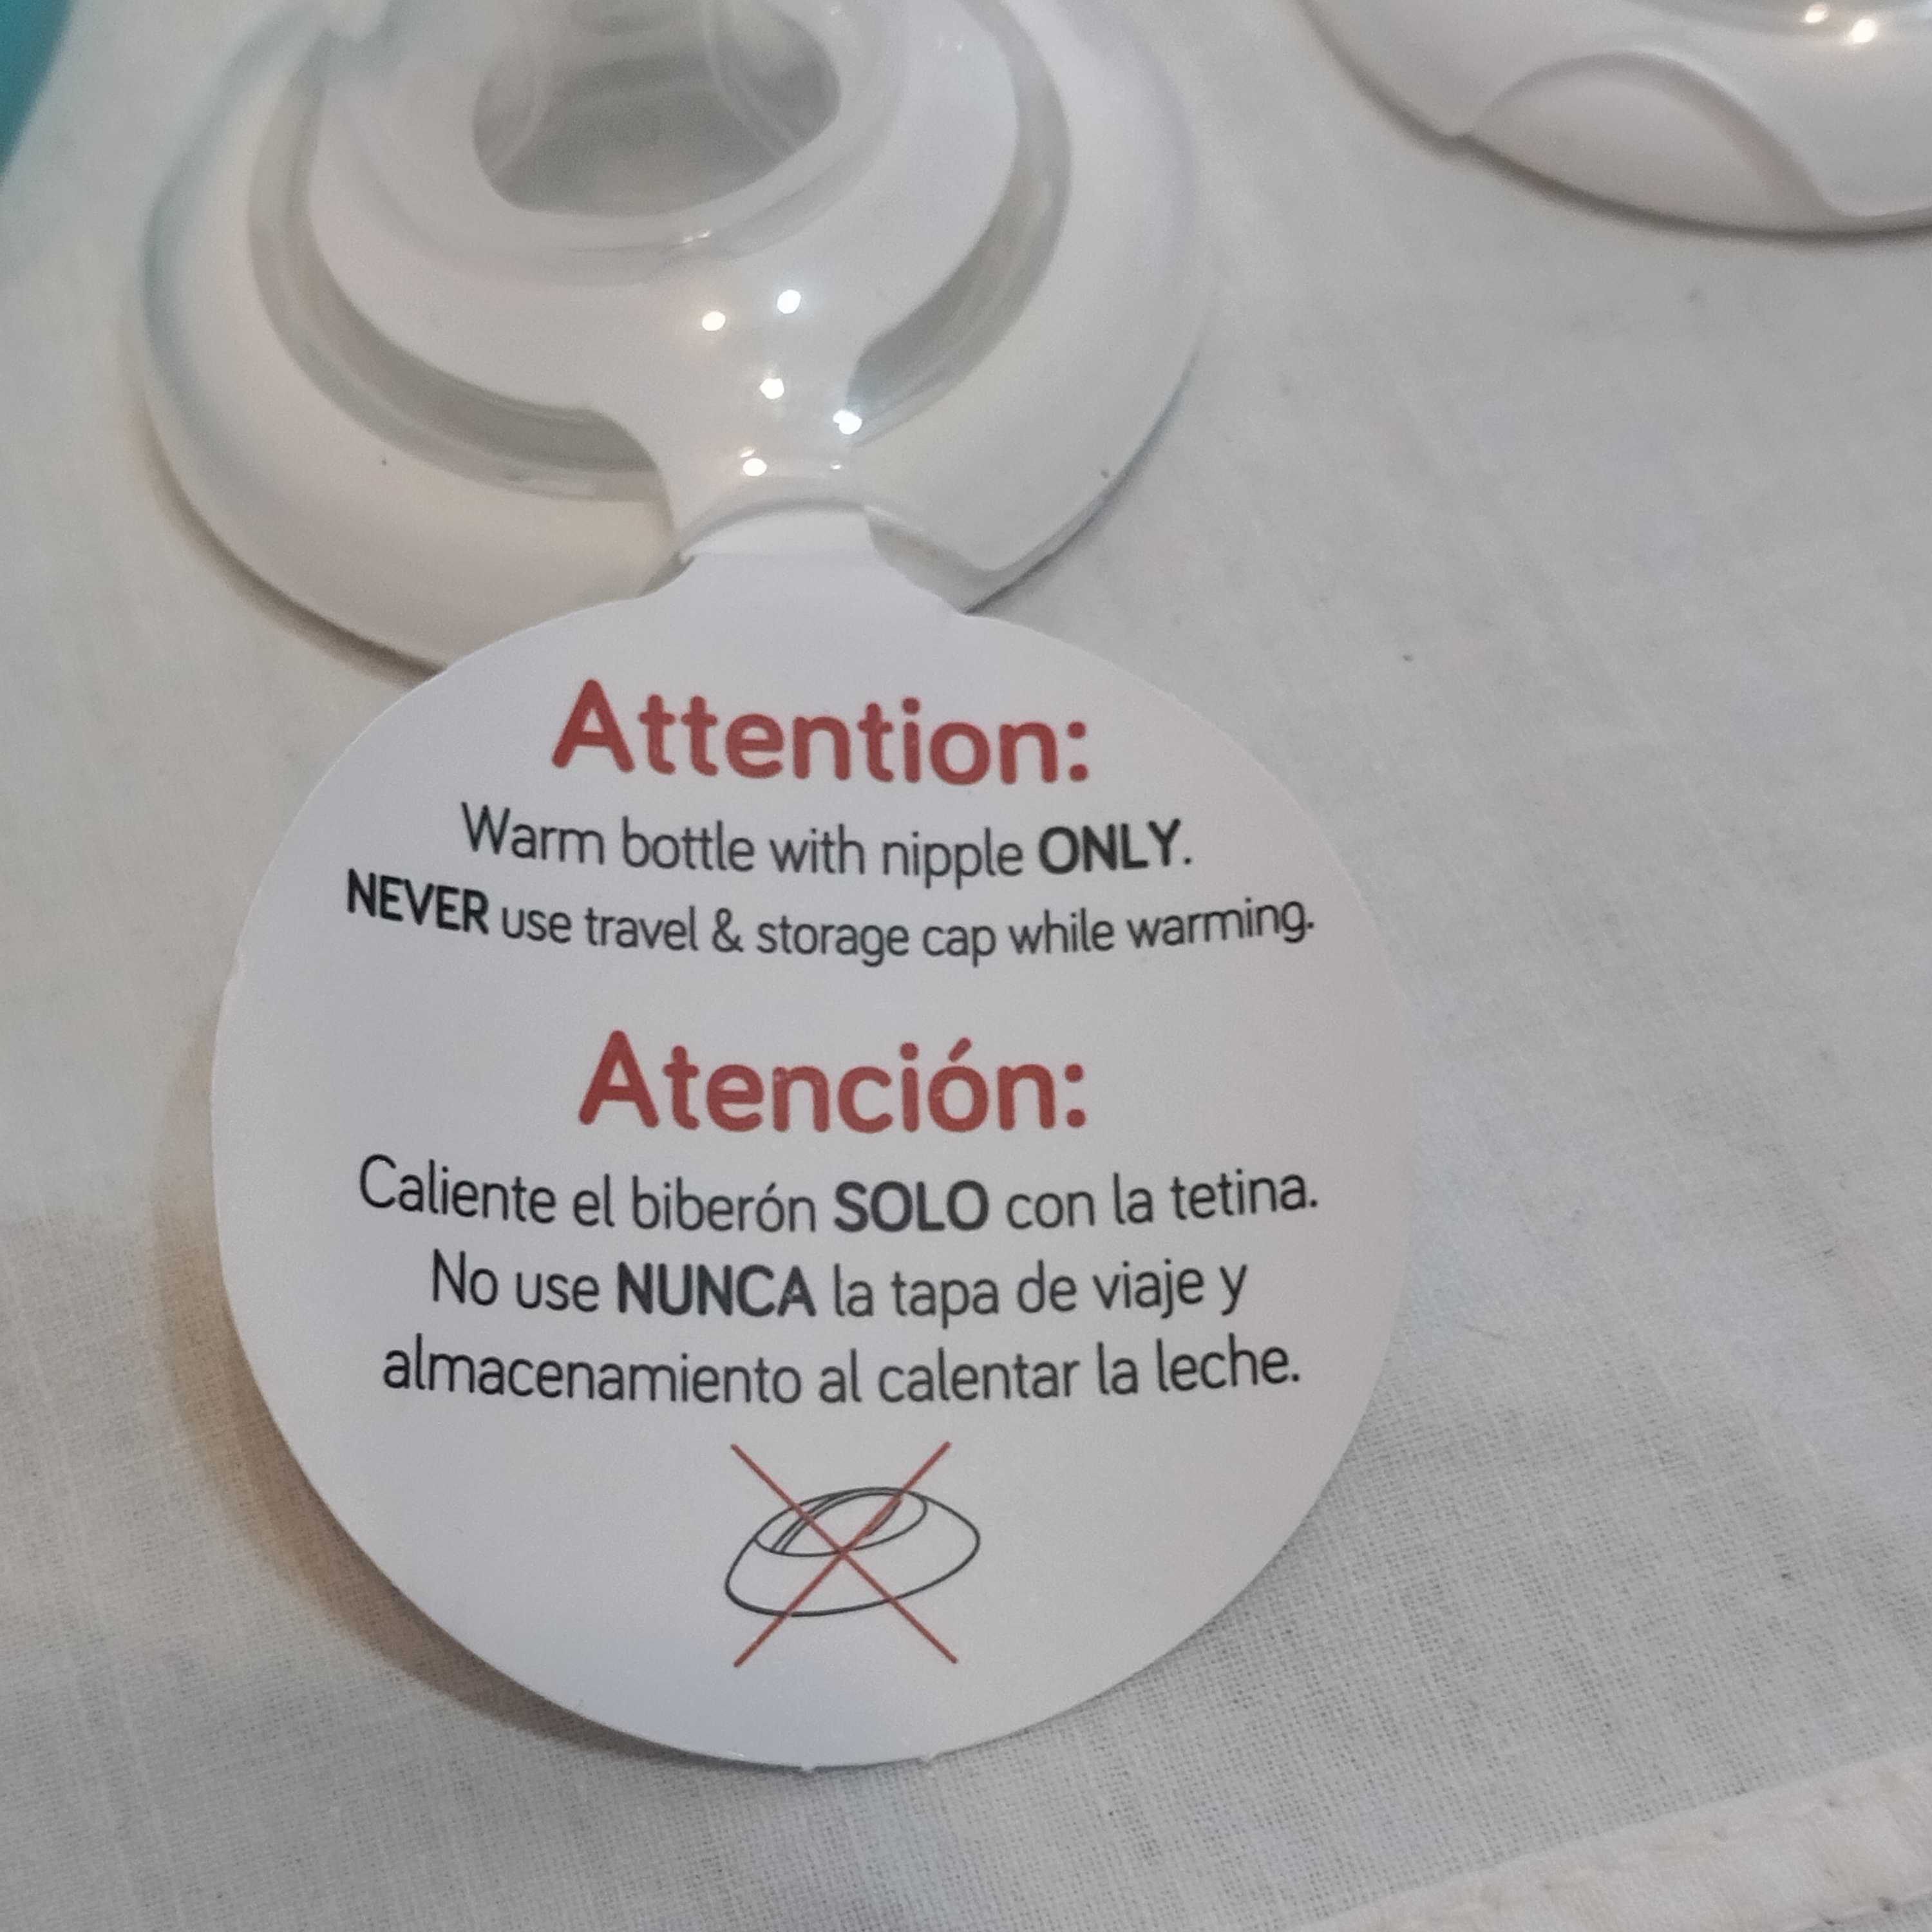 Attention:
Warm bottle with nipple ONLY.
NEVER use travel & storage cap while warming.
Atención:
Caliente el biberón SOLO con la tetina.
No use NUNCA la tapa de viaje y
almacenamiento al calentar la leche.